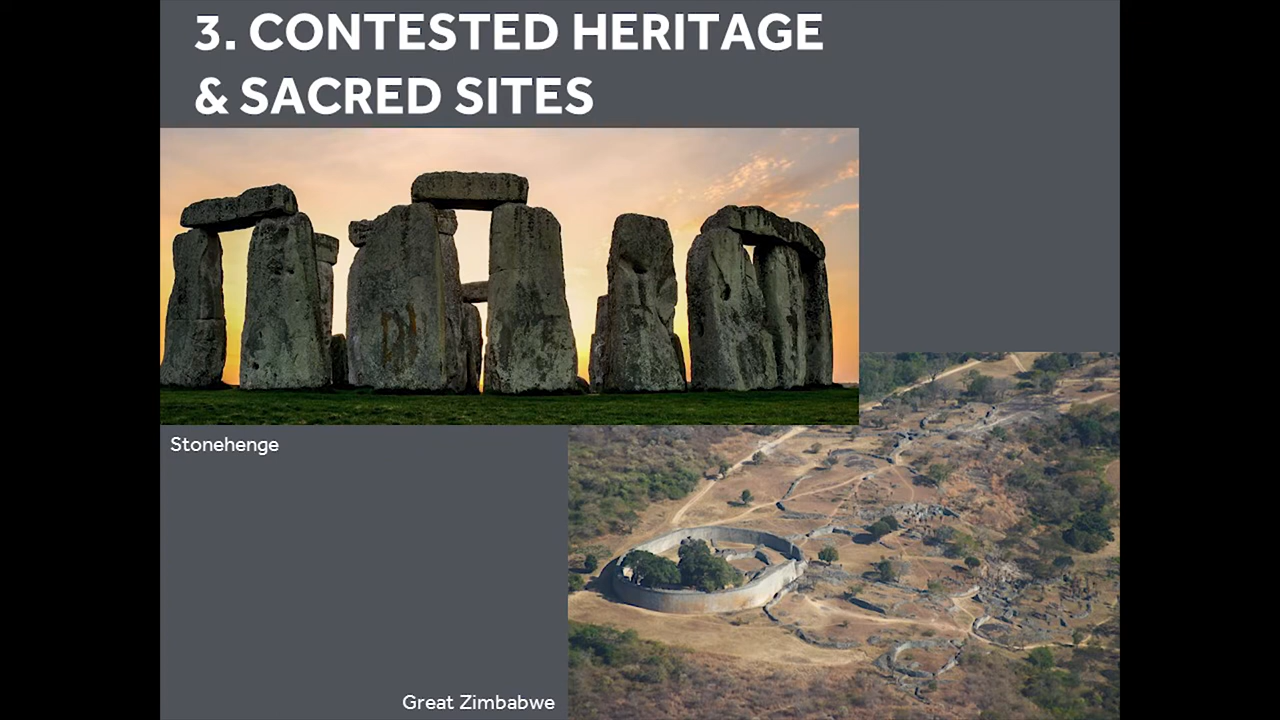 3. CONTESTED HERITAGE
& SACRED SITES
Stonehenge
Great Zimbabwe